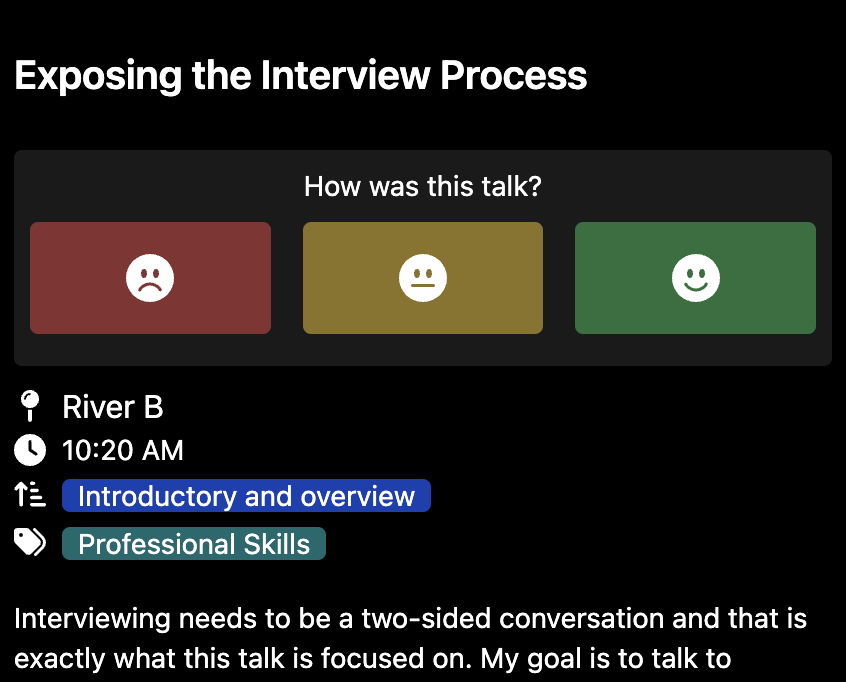 Exposing the Interview Process
How was this talk?
River B
10:20 AM
Introductory and overview
Professional Skills
Interviewing needs to be a two-sided conversation and that is
exactly what this talk is focused on. My goal is to talk to